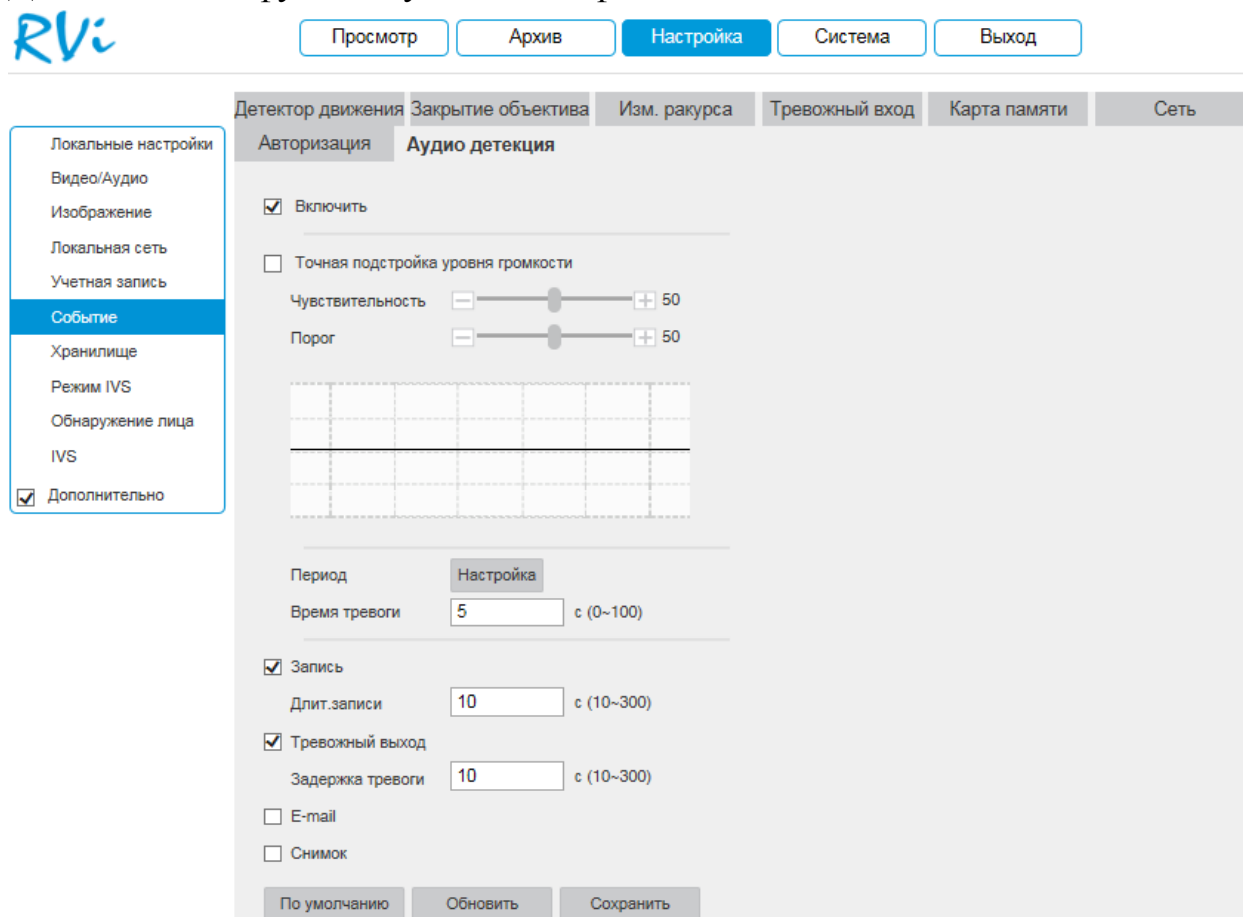 RVi
Просмотр Архив Настройка Система Выход
Детектор движения Закрытие объектива Изм. ракурса Тревожный вход Карта памяти Сеть
Авторизация Аудио детекция
Локальные настройки
Видео/Аудио
Изображение
Локальная сеть
Учетная запись
Событие
Хранилище
Режим IVS
Обнаружение лица
IVS
Дополнительно
Включить
Точная подстройка уровня громкости
Чувствительность 50
Порог 50
Период Настройка
Время тревоги 5 с (0~100)
Запись
Длит.записи 10 с (10~300)
Тревожный выход
Задержка тревоги 10 с (10~300)
E-mail
Снимок
По умолчанию Обновить Сохранить